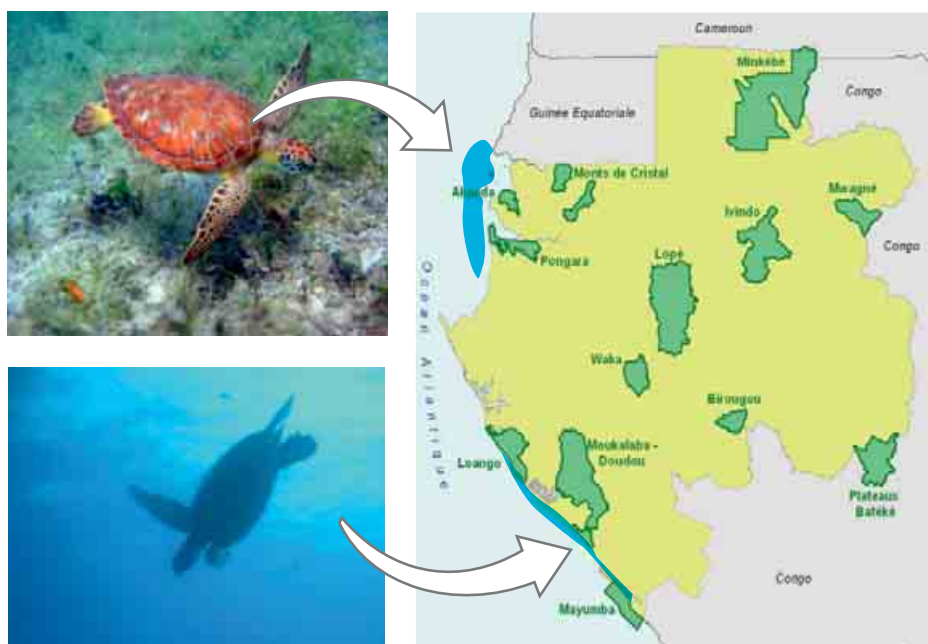 Cameroun
Minkébé
Guinée Equatoriale
Congo
Monts de Cristal
Akanda
Mwagné
Ivindo
Congo
Pongara
Lopé
Océan Atlantique
Waka
Birougou
Loango
Moukalaba -
Doudou
Plateaus
Batéké
Congo
Mayumba